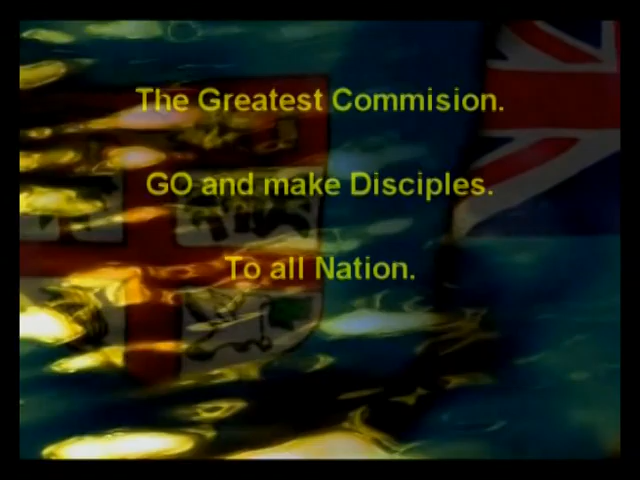 The Greatest Commision.
GO and make Disciples.
To all Nation.